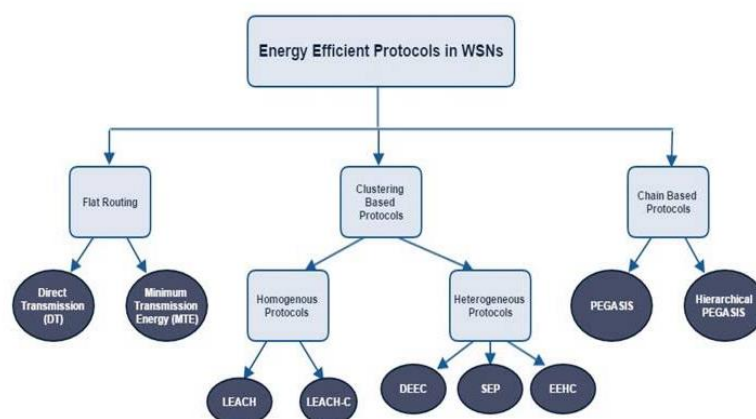 Energy Efficient Protocols in WSNs
Flat Routing
Clustering
Based
Protocols
Chain Based
Protocols
Direct
Transmission
(DT)
Minimum
Transmission
Energy (MTE)
Homogenous
Protocols
Heterogeneous
Protocols
PEGASIS
Hierarchical
PEGASIS
LEACH
LEACH-C
DEEC
SEP
EEHC